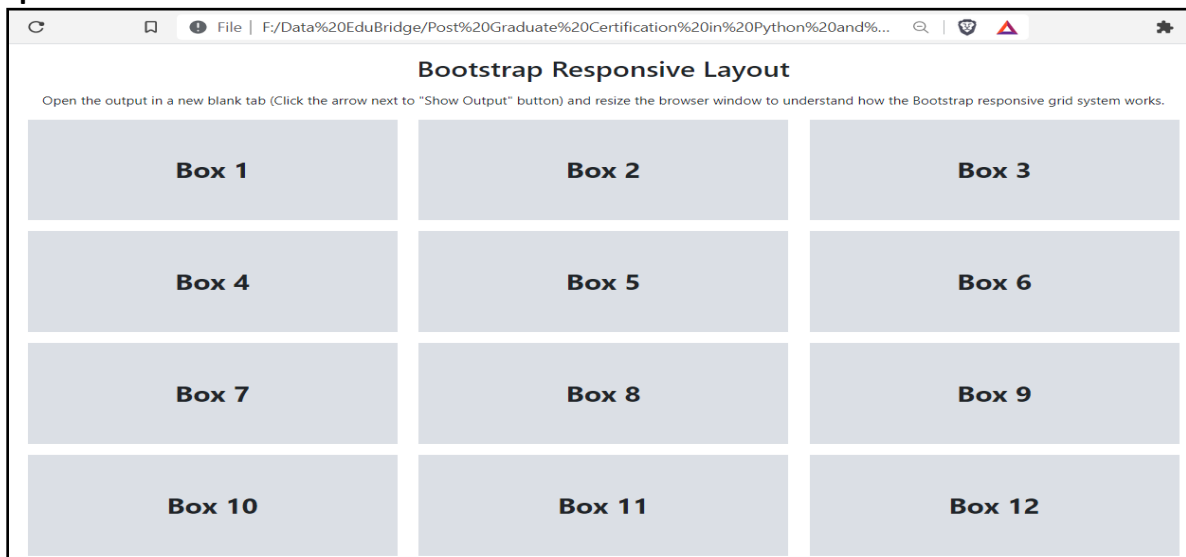 File | F:/Data%20EduBridge/Post%20Graduate%20Certification%20in%20Python%20and%...
Bootstrap Responsive Layout
Open the output in a new blank tab (Click the arrow next to "Show Output" button) and resize the browser window to understand how the Bootstrap responsive grid system works.
Box 1 Box 2 Box 3
Box 4 Box 5 Box 6
Box 7 Box 8 Box 9
Box 10 Box 11 Box 12